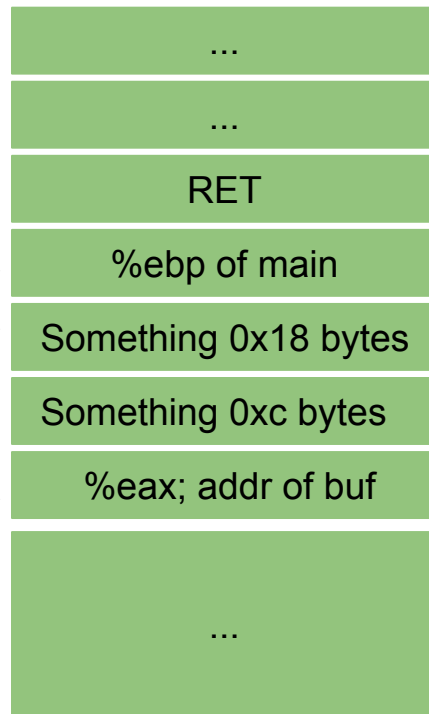 ...
...
RET
%ebp of main
Something 0x18 bytes
Something 0xc bytes
%eax; addr of buf
...